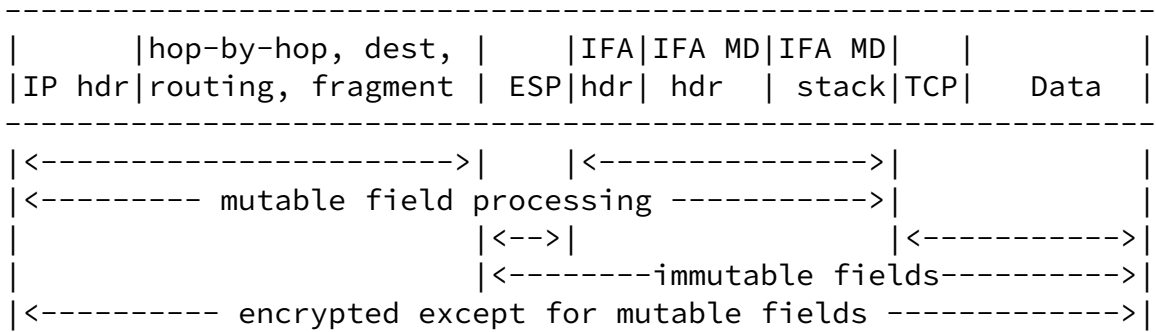 -----------------------------------------------------------------
|       |hop-by-hop, dest, |    |IFA|IFA MD|IFA MD|   |          |
|IP hdr|routing, fragment | ESP|hdr| hdr  | stack|TCP|   Data  |
-----------------------------------------------------------------
|<------------------------>|    |<--------------->|              |
|<--------- mutable field processing ----------->|              |
|                          |<-->|                 |<------------>|
|                          |<--------immutable fields---------->|
|<---------- encrypted except for mutable fields ------------->|